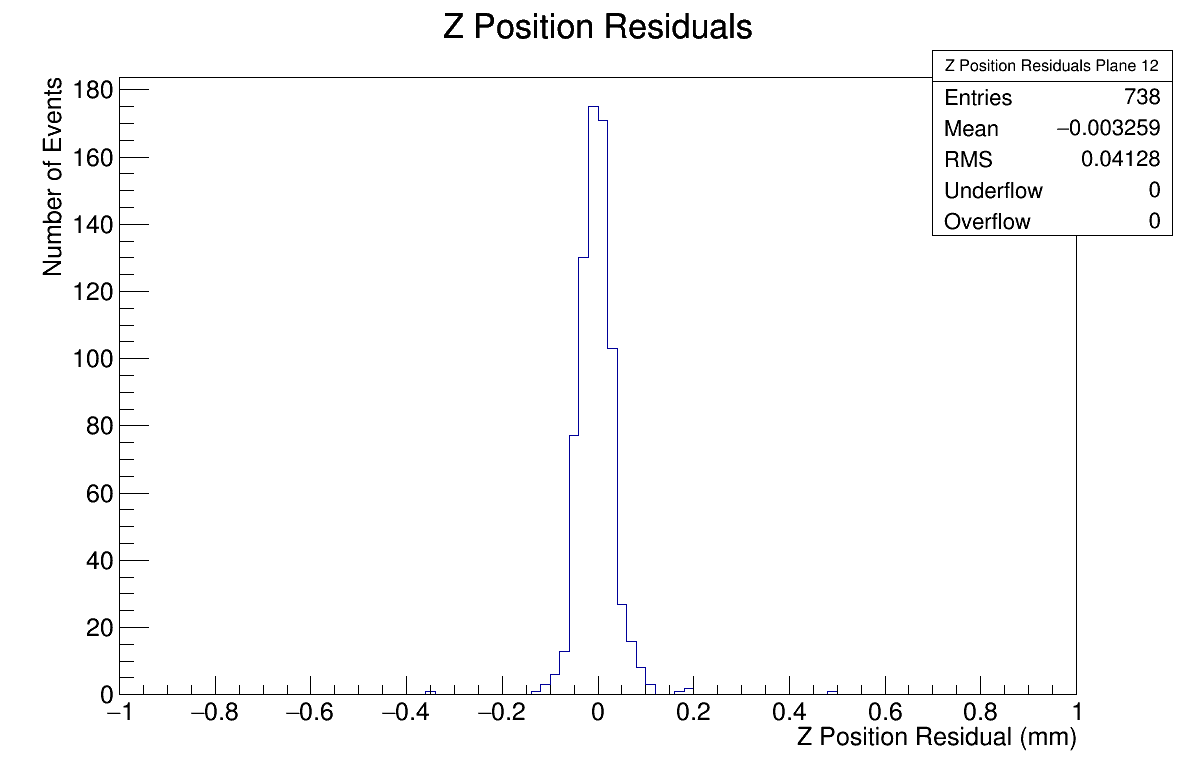 Z Position Residuals
Z Position Residuals Plane 12
Entries 738
Mean −0.003259
RMS 0.04128
Underflow 0
Overflow 0
Number of Events
180
160
140
120
100
80
60
40
20
0
−1 −0.8 −0.6 −0.4 −0.2 0 0.2 0.4 0.6 0.8 1
Z Position Residual (mm)